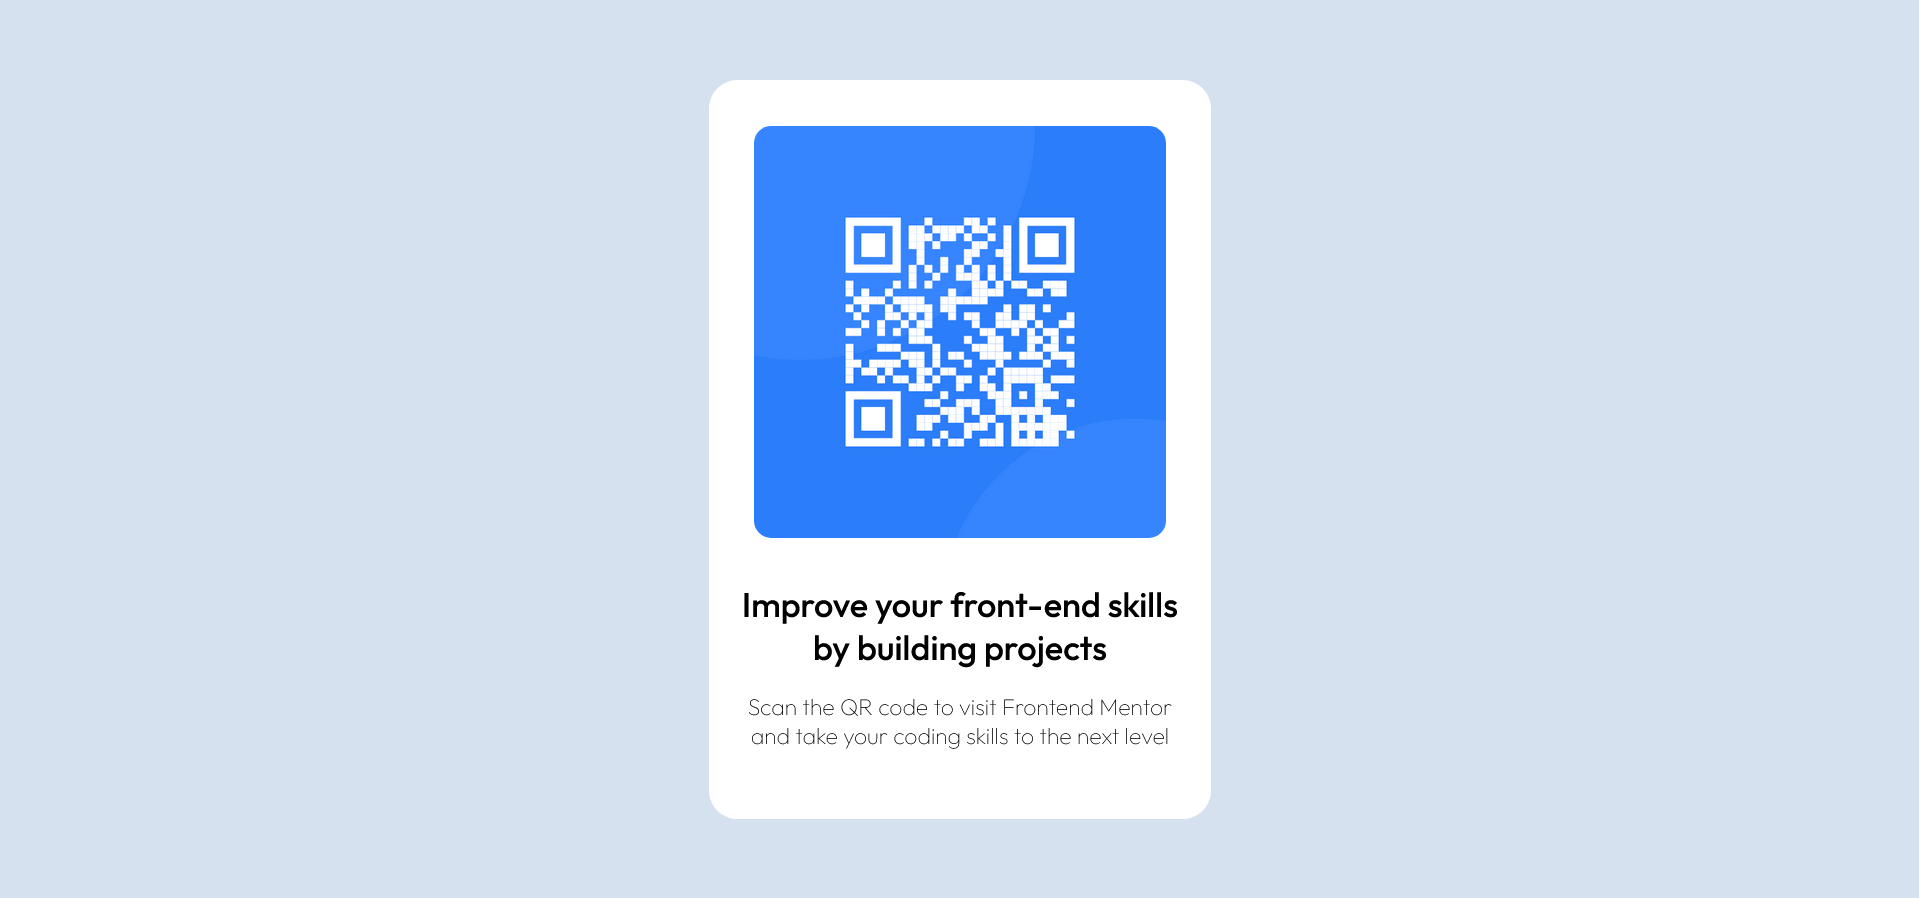 Improve your front-end skills
by building projects
Scan the QR code to visit Frontend Mentor
and take your coding skills to the next level